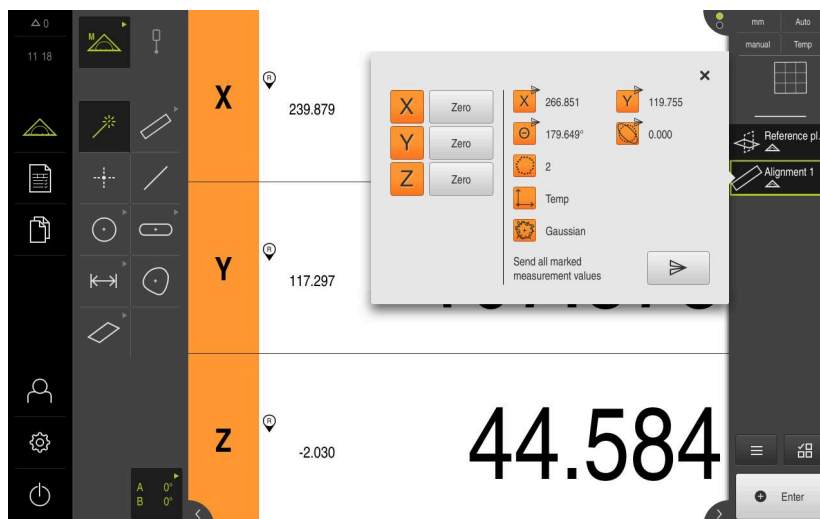 0
11 18
M
A 0°
B 0°
X
R
239.879
Y
R
117.297
Z
R
-2.030
44.584
X Zero
Y Zero
Z Zero
X 266.851 Y 119.755
Θ 179.649° 0.000
2
Temp
Gaussian
Send all marked
measurement values
mm Auto
manual Temp
Reference pl.
Alignment 1
Enter